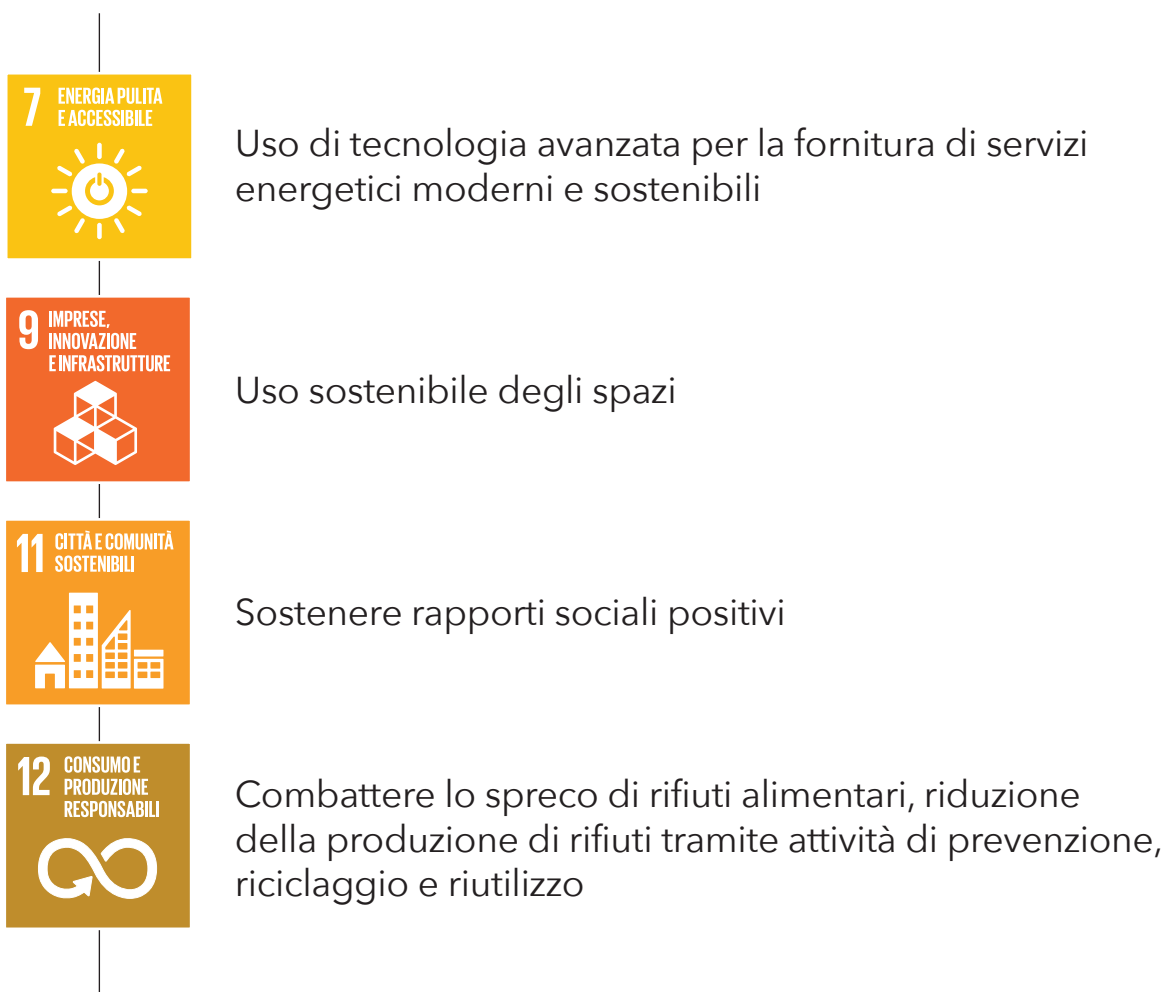 7 ENERGIA PULITA
E ACCESSIBILE
Uso di tecnologia avanzata per la fornitura di servizi
energetici moderni e sostenibili
9 IMPRESE,
INNOVAZIONE
E INFRASTRUTTURE
Uso sostenibile degli spazi
11 CITTÀ E COMUNITÀ
SOSTENIBILI
Sostenere rapporti sociali positivi
12 CONSUMO E
PRODUZIONE
RESPONSABILI
Combattere lo spreco di rifiuti alimentari, riduzione
della produzione di rifiuti tramite attività di prevenzione,
riciclaggio e riutilizzo